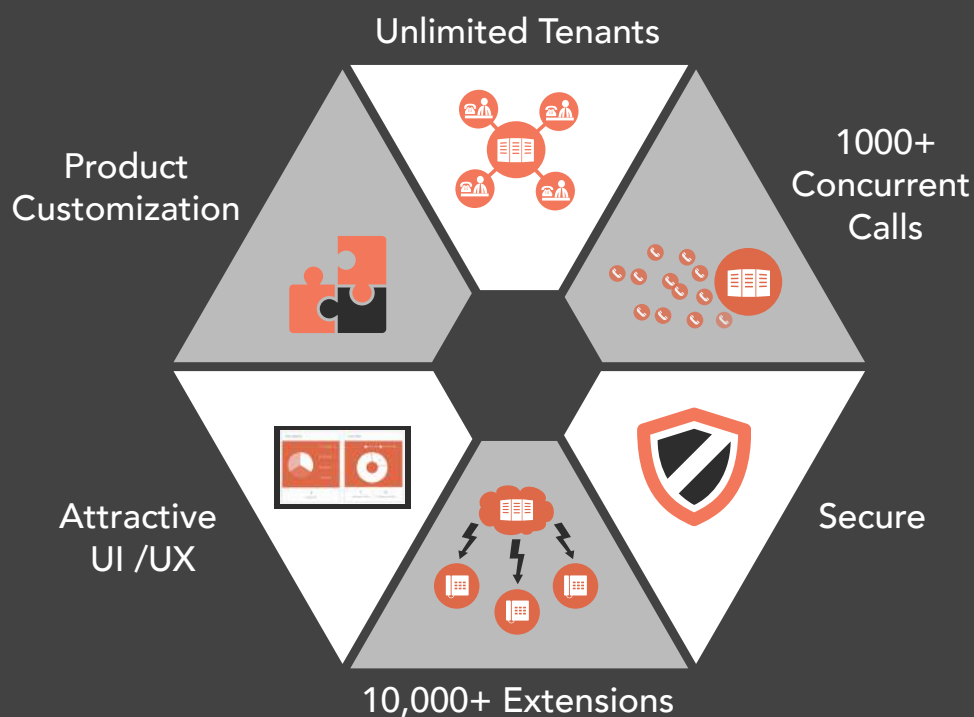 Unlimited Tenants
Product
Customization
1000+
Concurrent
Calls
Attractive
UI /UX
Secure
10,000+ Extensions